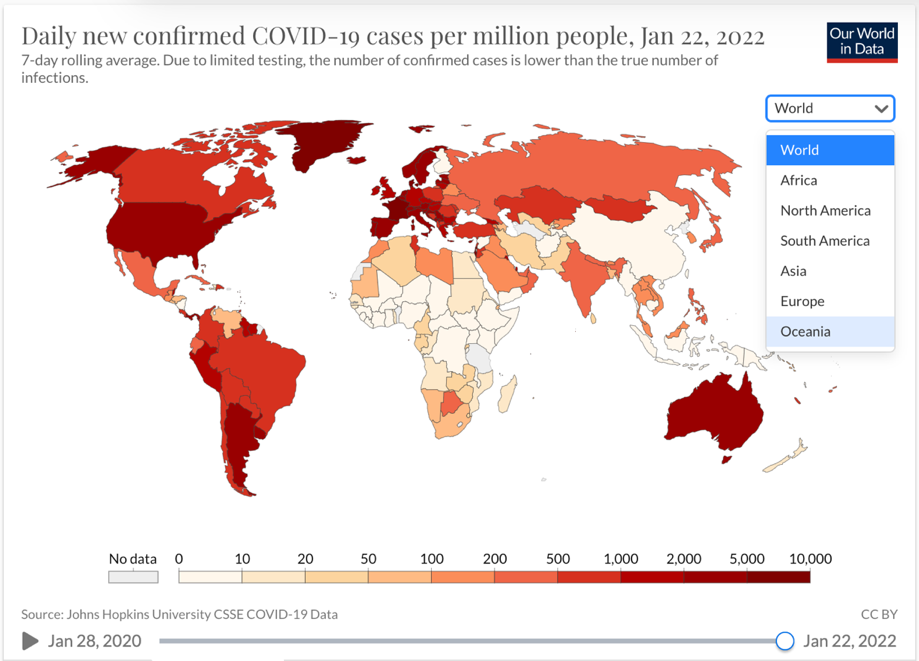 Daily new confirmed COVID-19 cases per million people, Jan 22, 2022
Our World
in Data
7-day rolling average. Due to limited testing, the number of confirmed cases is lower than the true number of
infections.
World
World
Africa
North America
South America
Asia
Europe
Oceania
No data 0 10 20 50 100 200 500 1,000 2,000 5,000 10,000
Source: Johns Hopkins University CSSE COVID-19 Data CC BY
Jan 28, 2020 Jan 22, 2022